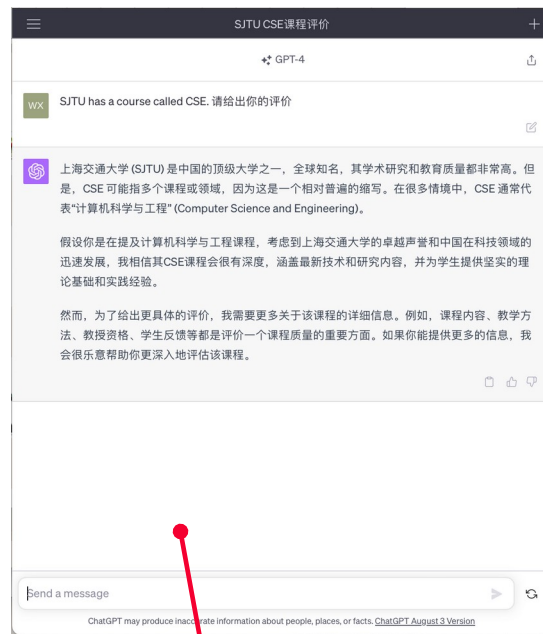 SJTU CSE课程评价
GPT-4
WX
SJTU has a course called CSE. 请给出你的评价
上海交通大学 (SJTU) 是中国的顶级大学之一，全球知名，其学术研究和教育质量都非常高。但
是，CSE 可能指多个课程或领域，因为这是一个相对普遍的缩写。在很多情境中，CSE 通常代
表“计算机科学与工程” (Computer Science and Engineering)。
假设你是在提及计算机科学与工程课程，考虑到上海交通大学的卓越声誉和中国在科技领域的
迅速发展，我相信其CSE课程会很有深度，涵盖最新技术和研究内容，并为学生提供坚实的理
论基础和实践经验。
然而，为了给出更具体的评价，我需要更多关于该课程的详细信息。例如，课程内容、教学方
法、教授资格、学生反馈等都是评价一个课程质量的重要方面。如果你能提供更多的信息，我
会很乐意帮助你更深入地评估该课程。
Send a message
ChatGPT may produce inaccurate information about people, places, or facts. ChatGPT August 3 Version